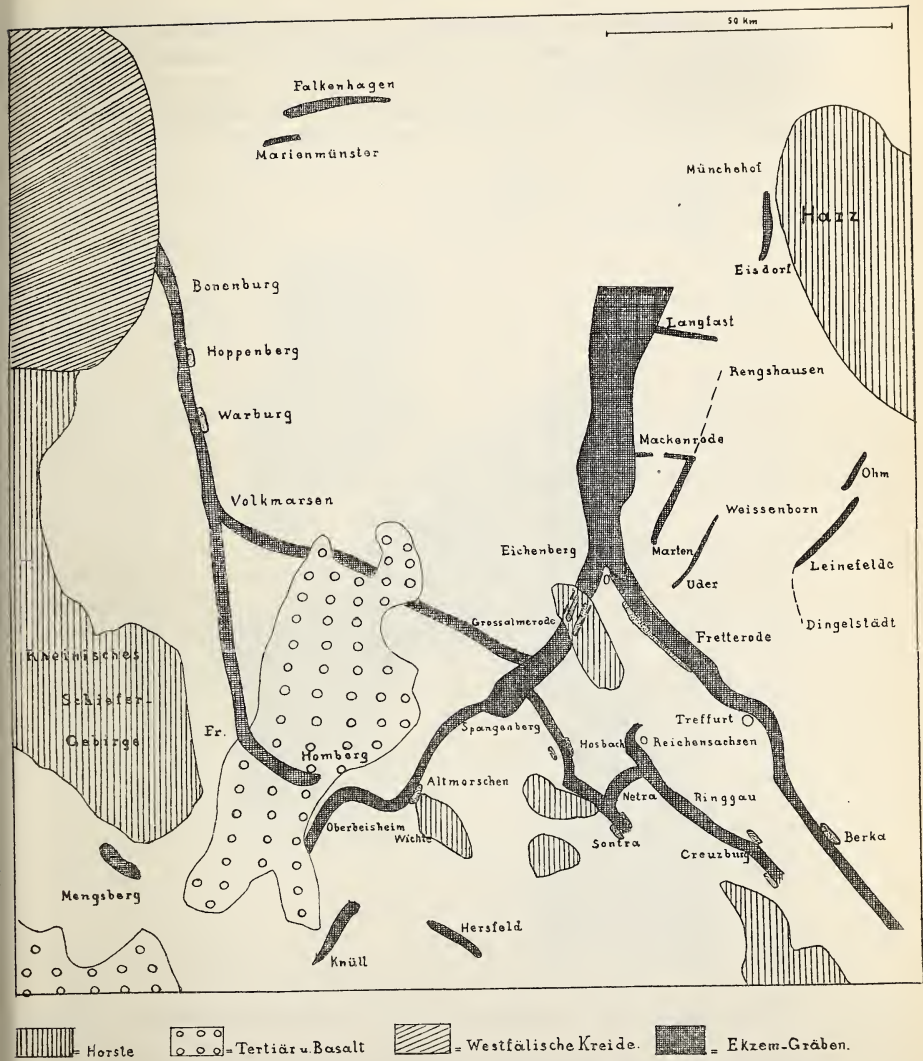 50 km
Falkenhagen
Marienmünster
Münchehof
Harz
Eisdorf
Bonenburg
Langfast
Hoppenberg
Rengshausen
Warburg
Mackenrode
Ohm
Volkmarsen
Weissenborn
Eichenberg
Marten
Leinefelde
Uder
Grossalmerode
Dingelstädt
Fretterode
Rheinisches
Schiefer-
Gebirge
Treffurt
Spangenberg
Fr.
Hosbach
Reichensachsen
Homberg
Altmorschen
Netra
Ringgau
Oberbeisheim
Wichte
Sontra
Berka
Creuzburg
Mengsberg
Hersfeld
Knüll
= Horste
= Tertiär u. Basalt
= Westfälische Kreide.
= Ekzem-Gräben.